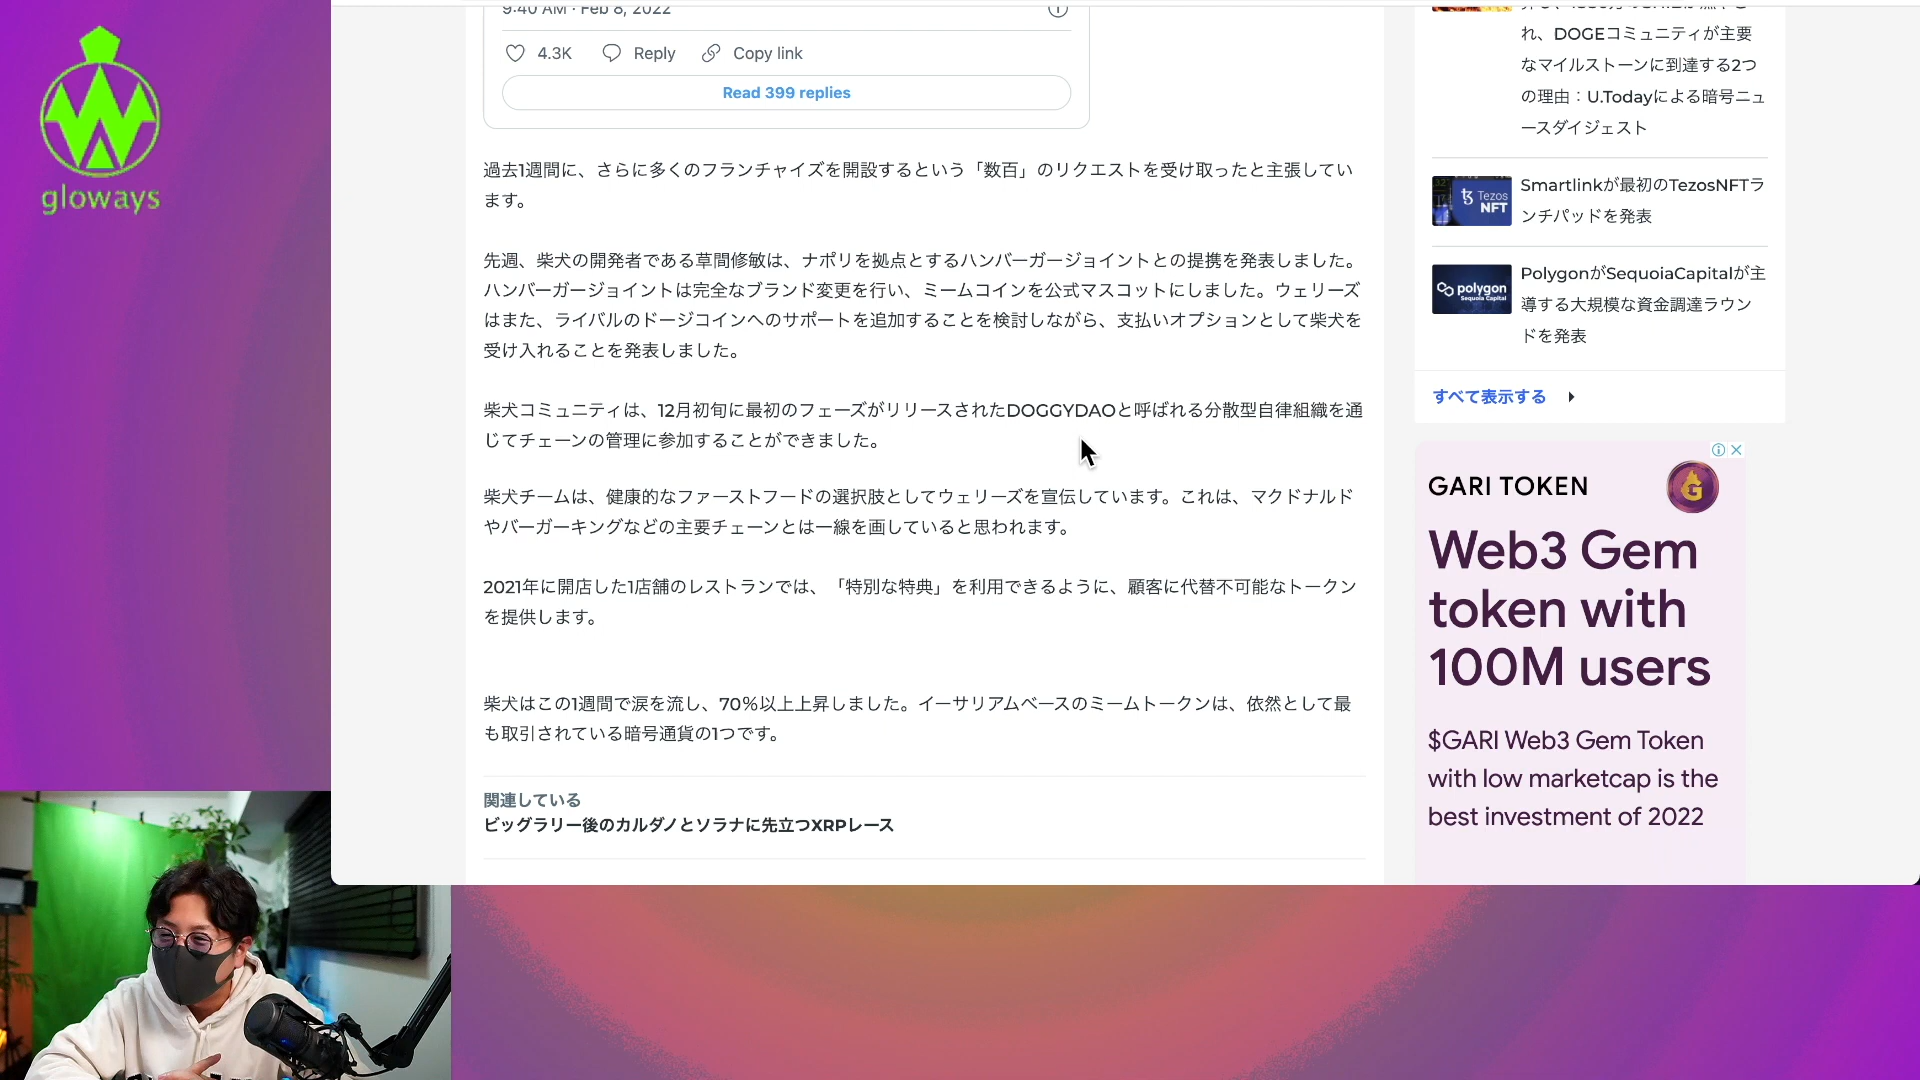 gloways
9:40 AM · Feb 8, 2022
4.3K Reply Copy link
Read 399 replies
過去1週間に、さらに多くのフランチャイズを開設するという「数百」のリクエストを受け取ったと主張してい
ます。
先週、柴犬の開発者である草間修敏は、ナポリを拠点とするハンバーガージョイントとの提携を発表しました。
ハンバーガージョイントは完全なブランド変更を行い、ミームコインを公式マスコットにしました。ウェリーズ
はまた、ライバルのドージコインへのサポートを追加することを検討しながら、支払いオプションとして柴犬を
受け入れることを発表しました。
柴犬コミュニティは、12月初旬に最初のフェーズがリリースされたDOGGYDAOと呼ばれる分散型自律組織を通
じてチェーンの管理に参加することができました。
柴犬チームは、健康的なファーストフードの選択肢としてウェリーズを宣伝しています。これは、マクドナルド
やバーガーキングなどの主要チェーンとは一線を画していると思われます。
2021年に開店した1店舗のレストランでは、「特別な特典」を利用できるように、顧客に代替不可能なトークン
を提供します。
柴犬はこの1週間で涙を流し、70％以上上昇しました。イーサリアムベースのミームトークンは、依然として最
も取引されている暗号通貨の1つです。
関連している
ビッグラリー後のカルダノとソラナに先立つXRPレース
れ、DOGEコミュニティが主要
なマイルストーンに到達する2つ
の理由：U.Todayによる暗号ニュ
ースダイジェスト
Tezos
NFT
Smartlinkが最初のTezosNFTラ
ンチパッドを発表
polygon
Sequoia Capital
PolygonがSequoiaCapitalが主
導する大規模な資金調達ラウン
ドを発表
すべて表示する
GARI TOKEN
Web3 Gem
token with
100M users
$GARI Web3 Gem Token
with low marketcap is the
best investment of 2022